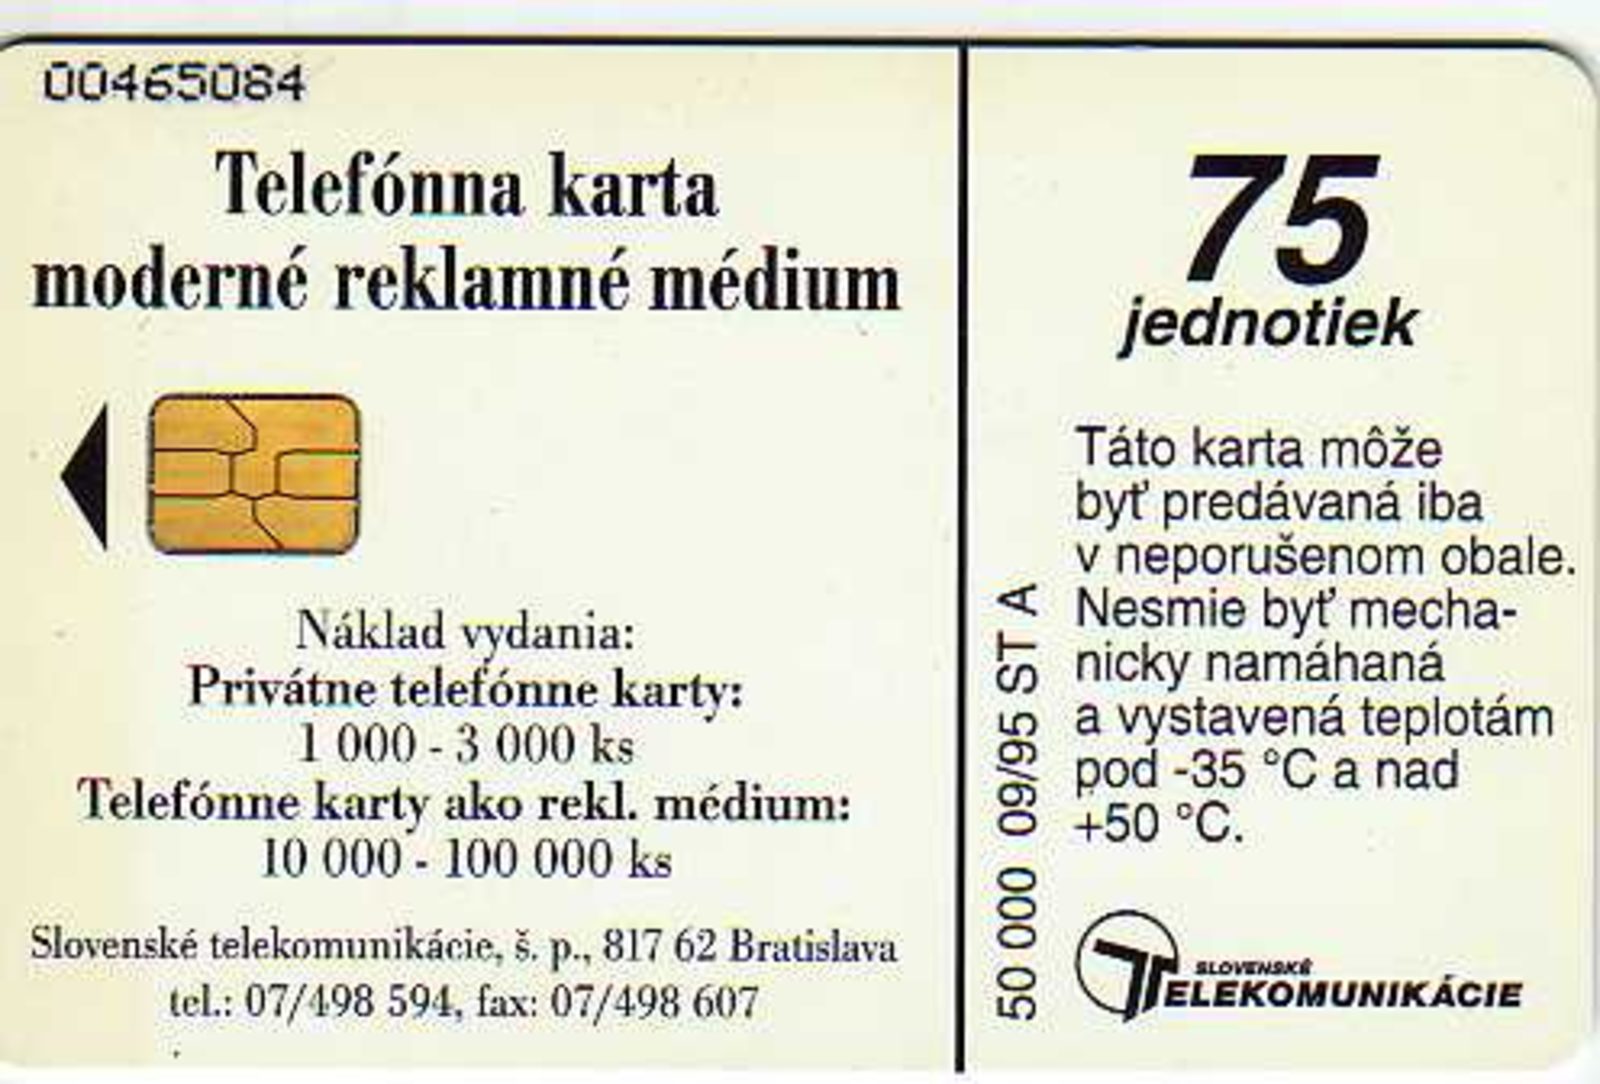 00465084
Telefónna karta
moderné reklamné médium
Náklad vydania:
Privátne telefónne karty:
1 000 - 3 000 ks
Telefónne karty ako rekl. médium:
10 000 - 100 000 ks
Slovenské telekomunikácie, š. p., 817 62 Bratislava
tel.: 07/498 594, fax: 07/498 607
50 000 09/95 ST A
75
jednotiek
Táto karta môže
byť predávaná iba
v neporušenom obale.
Nesmie byť mecha-
nicky namáhaná
a vystavená teplotám
pod -35 °C a nad
+50 °C.
SLOVENSKÉ
TELEKOMUNIKÁCIE